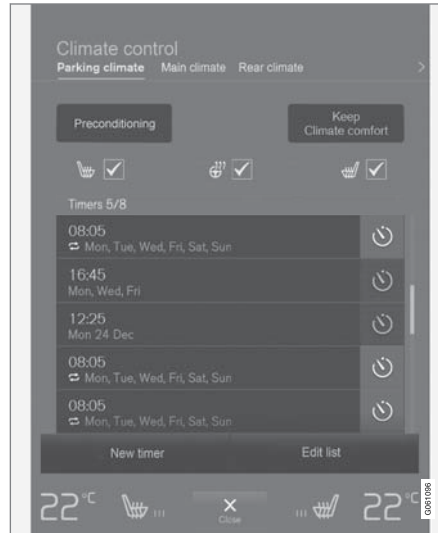 Climate control
Parking climate Main climate Rear climate >
Preconditioning
Keep
Climate comfort
Timers 5/8
08:05
Mon, Tue, Wed, Fri, Sat, Sun
16:45
Mon, Wed, Fri
12:25
Mon 24 Dec
08:05
Mon, Tue, Wed, Fri, Sat, Sun
08:05
Mon, Tue, Wed, Fri, Sat, Sun
New timer Edit list
22°C Close 22°C
G061096